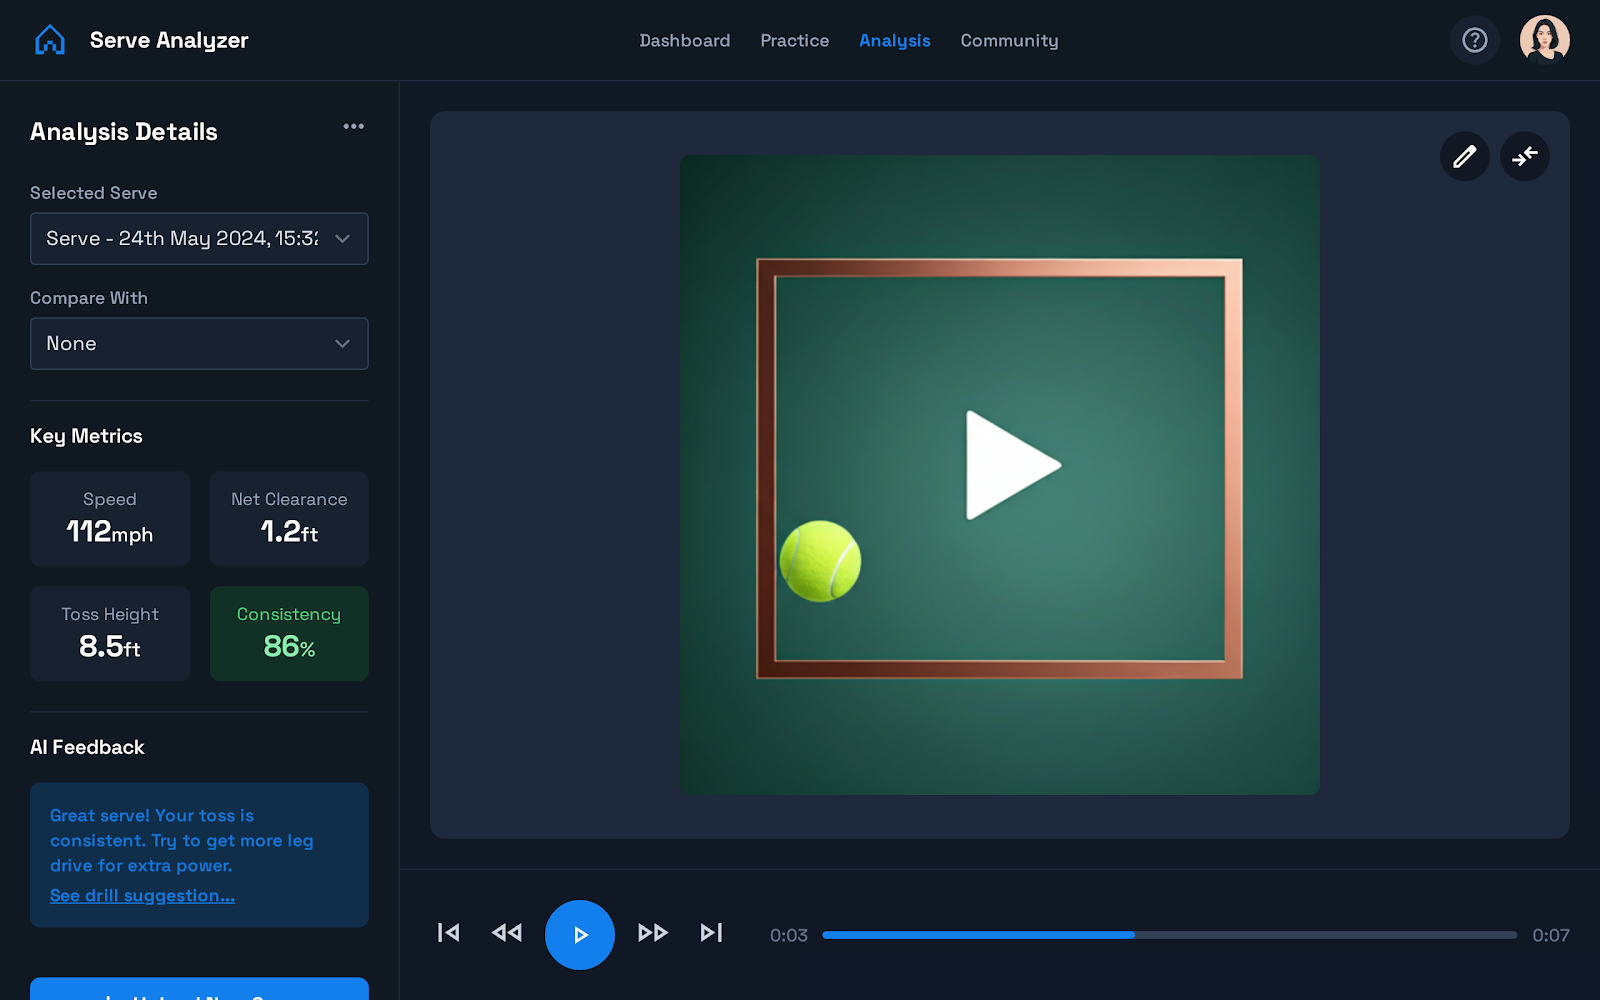 Serve Analyzer
Dashboard
Practice
Analysis
Community
Analysis Details
Selected Serve
Serve - 24th May 2024, 15:32
Compare With
None
Key Metrics
Speed
112mph
Net Clearance
1.2ft
Toss Height
8.5ft
Consistency
86%
AI Feedback
Great serve! Your toss is
consistent. Try to get more leg
drive for extra power.
See drill suggestion...
0:03
0:07